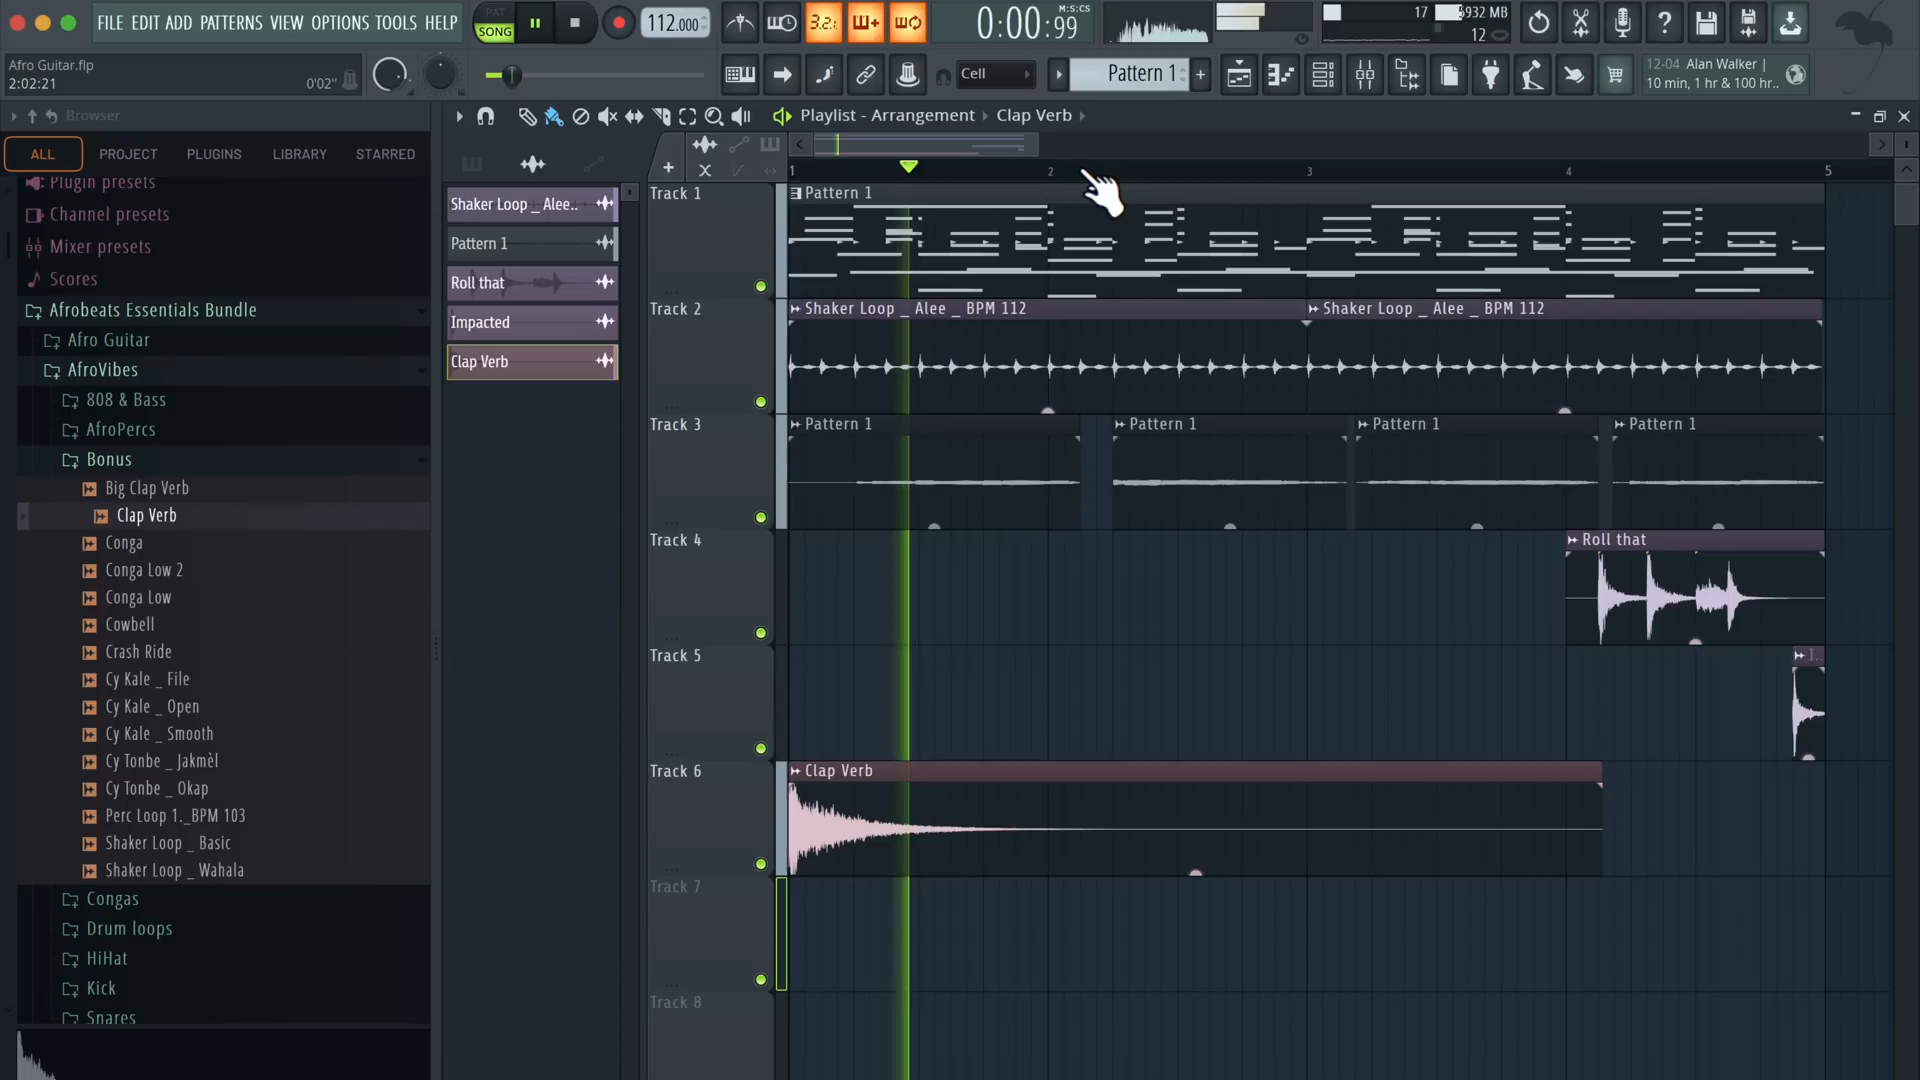 FILE EDIT ADD PATTERNS VIEW OPTIONS TOOLS HELP
PAT
SONG
112.000
3.2
0:00:99
M:S:CS
17
6932 MB
12
Afro Guitar.flp
2:02:21
0'02"
Cell
Pattern 1
12-04 Alan Walker |
10 min, 1 hr & 100 hr..
Browser
Playlist - Arrangement
Clap Verb
ALL
PROJECT
PLUGINS
LIBRARY
STARRED
Plugin presets
Channel presets
Mixer presets
Scores
Afrobeats Essentials Bundle
Afro Guitar
AfroVibes
808 & Bass
AfroPercs
Bonus
Big Clap Verb
Clap Verb
Conga
Conga Low 2
Conga Low
Cowbell
Crash Ride
Cy Kale _ File
Cy Kale _ Open
Cy Kale _ Smooth
Cy Tonbe _ Jakmèl
Cy Tonbe _ Okap
Perc Loop 1._BPM 103
Shaker Loop _ Basic
Shaker Loop _ Wahala
Congas
Drum loops
HiHat
Kick
Snares
Shaker Loop _ Alee..
Pattern 1
Roll that
Impacted
Clap Verb
1
2
3
4
5
Track 1
Pattern 1
Track 2
Shaker Loop _ Alee _ BPM 112
Shaker Loop _ Alee _ BPM 112
Track 3
Pattern 1
Pattern 1
Pattern 1
Pattern 1
Track 4
Roll that
Track 5
I..
Track 6
Clap Verb
Track 7
Track 8